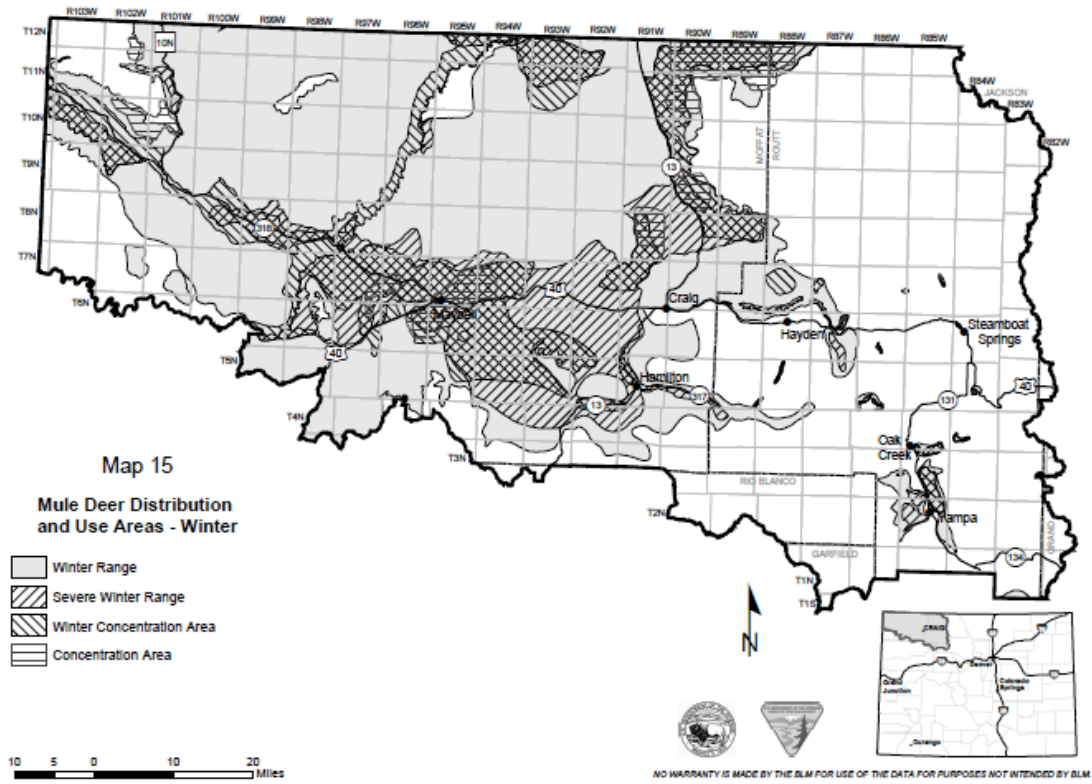 R103W R102W R101W R100W R99W R98W R97W R96W R95W R94W R93W R92W R91W R90W R89W R88W R87W R86W R85W
T12N
10N
T11N
R84W
JACKSON
R83W
T10N
R82W
MOFFAT
ROUTT
T9N
13
T8N
318
T7N
T6N
40
Craig
Maybell
Hayden
Steamboat
Springs
40
T5N
Hamilton
40
13
317
131
T4N
Oak
Creek
T3N
RIO BLANCO
T2N
Yampa
GRAND
GARFIELD
134
T1N
T1S
Map 15
Mule Deer Distribution
and Use Areas - Winter
Winter Range
Severe Winter Range
Winter Concentration Area
Concentration Area
N
CRAIG
Denver
Grand
Junction
Colorado
Springs
Durango
10 5 0 10 20
Miles
NO WARRANTY IS MADE BY THE BLM FOR USE OF THE DATA FOR PURPOSES NOT INTENDED BY BLM.